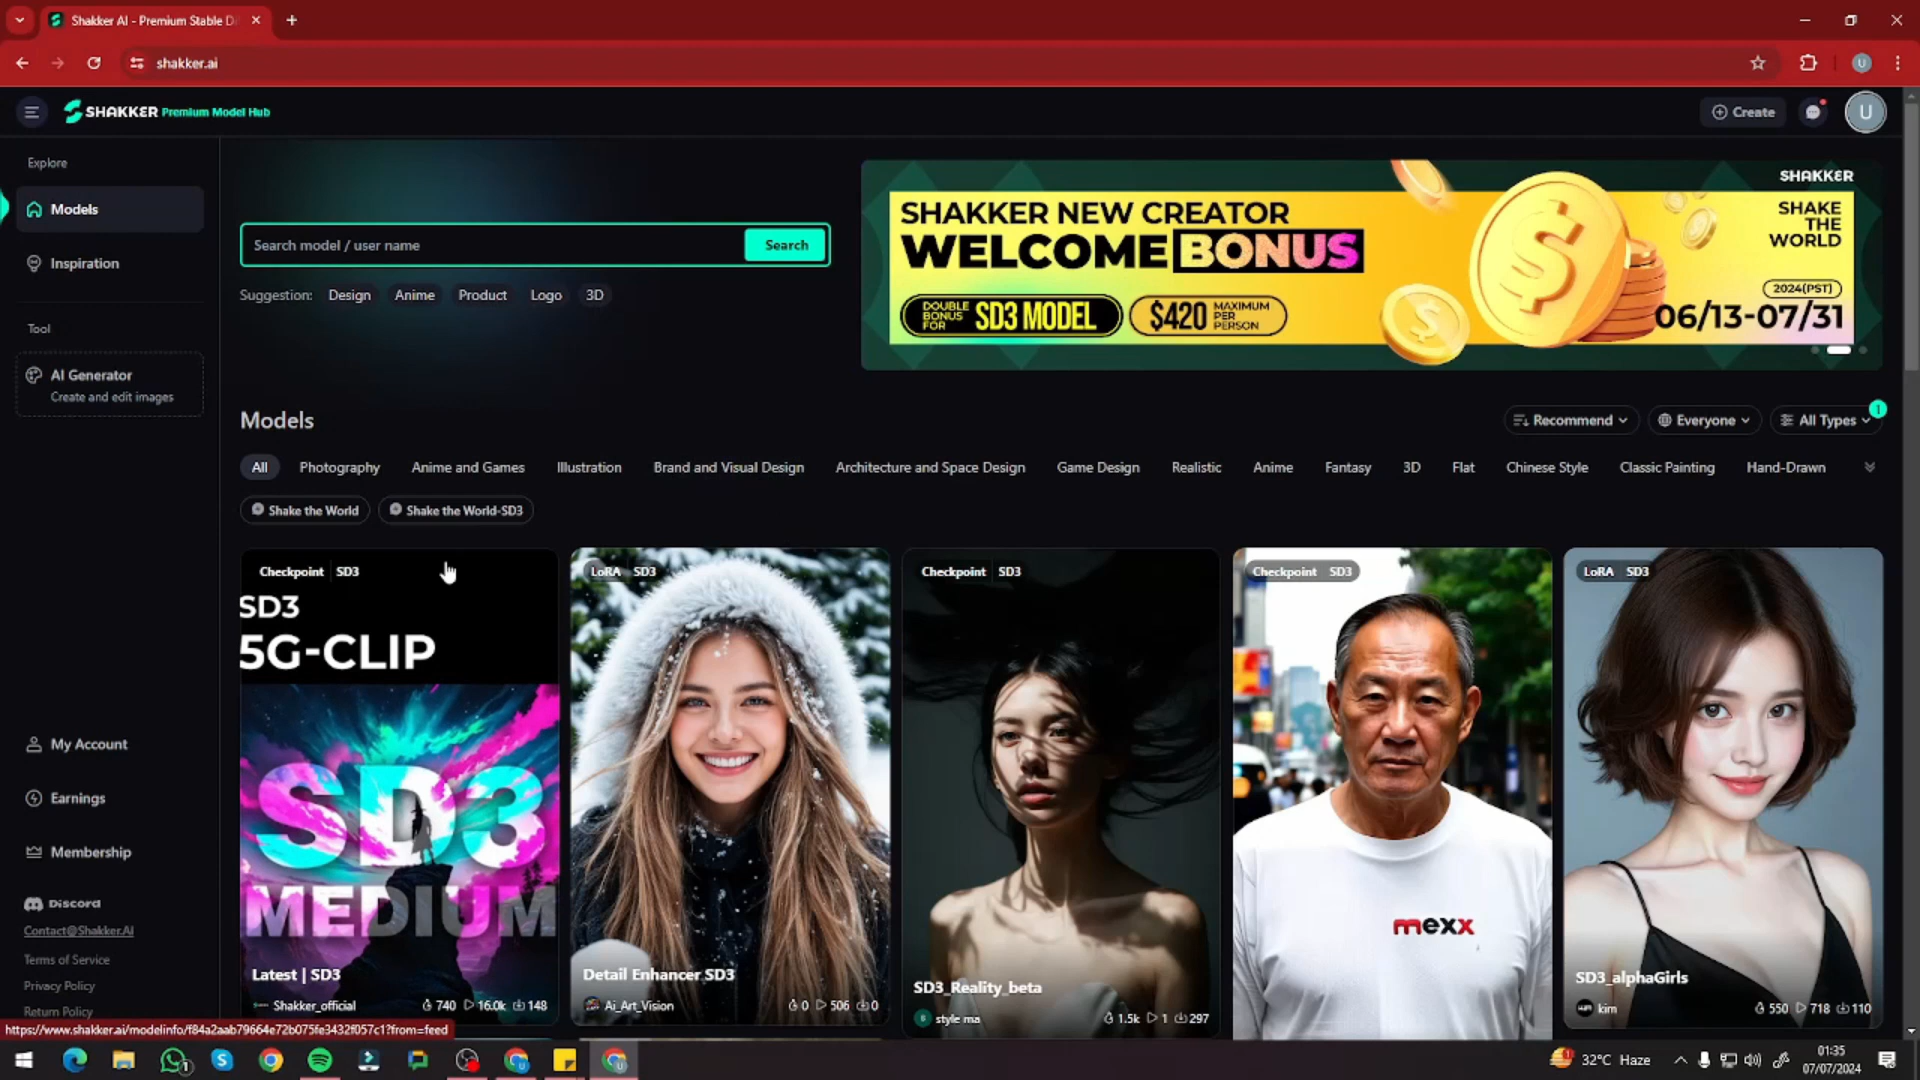 Shakker AI - Premium Stable Di
shakker.ai
U
SHAKKER Premium Model Hub
Create
U
Explore
Models
Inspiration
Tool
AI Generator
Create and edit images
My Account
Earnings
Membership
Discord
Contact@Shakker.AI
Terms of Service
Privacy Policy
Return Policy
https://www.shakker.ai/modelinfo/f84a2aab79664e72b075fe3432f057c1?from=feed
Search model / user name
Search
Suggestion: Design Anime Product Logo 3D
SHAKKER
SHAKKER NEW CREATOR
WELCOME BONUS
DOUBLE BONUS FOR SD3 MODEL
$420 MAXIMUM PER PERSON
SHAKE
THE
WORLD
2024(PST)
06/13-07/31
Models
Recommend
Everyone
All Types
1
All Photography Anime and Games Illustration Brand and Visual Design Architecture and Space Design Game Design Realistic Anime Fantasy 3D Flat Chinese Style Classic Painting Hand-Drawn
Shake the World
Shake the World-SD3
Checkpoint SD3
SD3
5G-CLIP
SD3
MEDIUM
Latest | SD3
Shakker_official 740 16.0k 148
LoRA SD3
Detail Enhancer SD3
Ai_Art_Vision 0 506 0
Checkpoint SD3
SD3_Reality_beta
style ma 1.5k 1 297
Checkpoint SD3
mexx
LoRA SD3
SD3_alphaGirls
kim 550 718 110
32°C Haze
01:35
07/07/2024